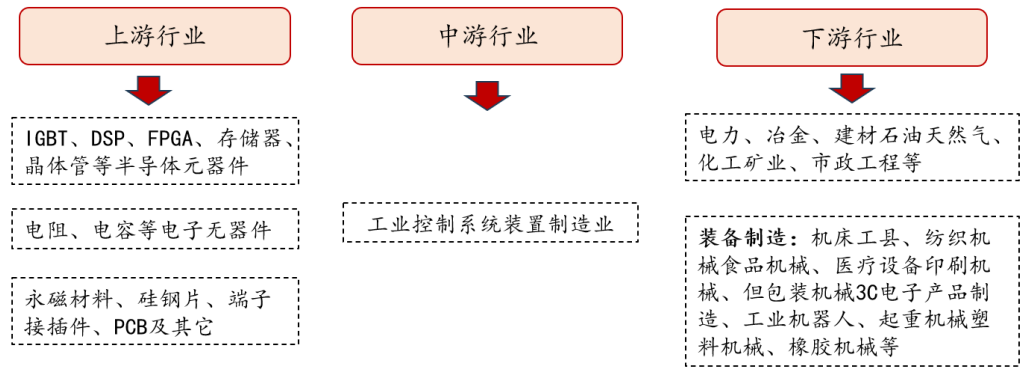 上游行业
IGBT、DSP、FPGA、存储器、
晶体管等半导体元器件
电阻、电容等电子无器件
永磁材料、硅钢片、端子
接插件、PCB及其它
中游行业
工业控制系统装置制造业
下游行业
电力、冶金、建材石油天然气、
化工矿业、市政工程等
装备制造：机床工县、纺织机
械食品机械、医疗设备印刷机
械、但包装机械3C电子产品制
造、工业机器人、起重机械塑
料机械、橡胶机械等